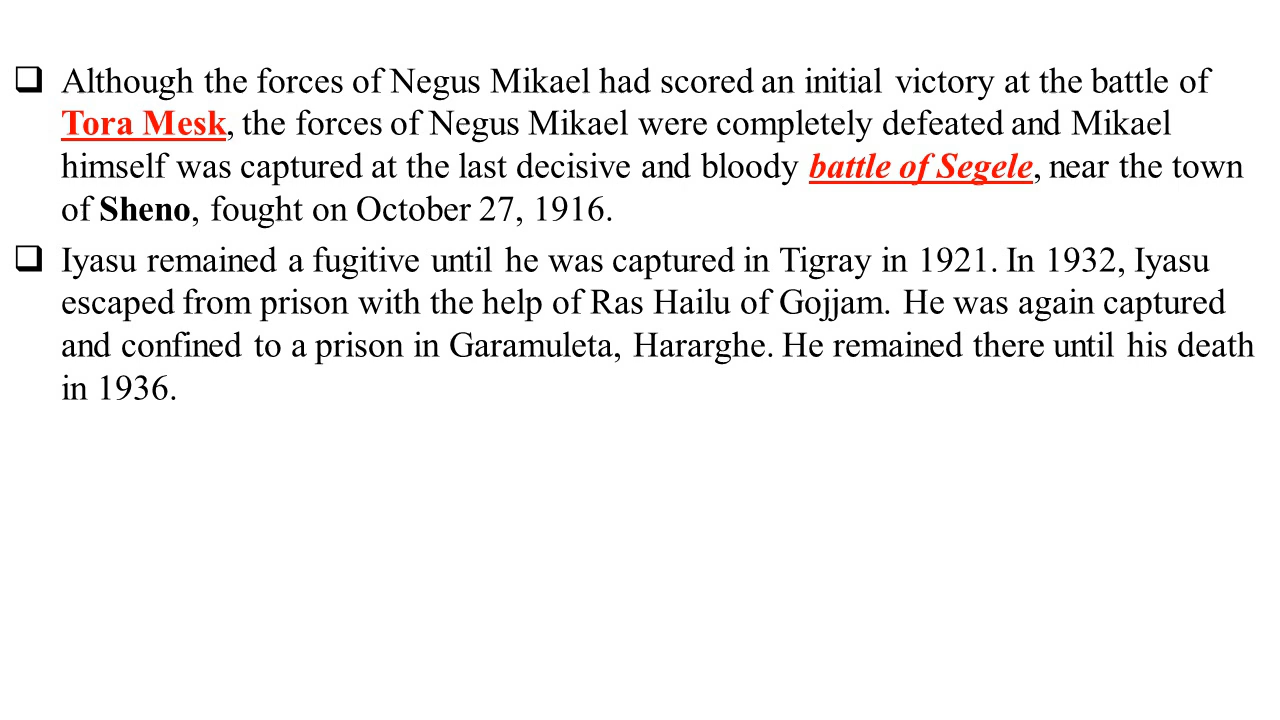 ❑ Although the forces of Negus Mikael had scored an initial victory at the battle of
Tora Mesk, the forces of Negus Mikael were completely defeated and Mikael
himself was captured at the last decisive and bloody battle of Segele, near the town
of Sheno, fought on October 27, 1916.
❑ Iyasu remained a fugitive until he was captured in Tigray in 1921. In 1932, Iyasu
escaped from prison with the help of Ras Hailu of Gojjam. He was again captured
and confined to a prison in Garamuleta, Hararghe. He remained there until his death
in 1936.